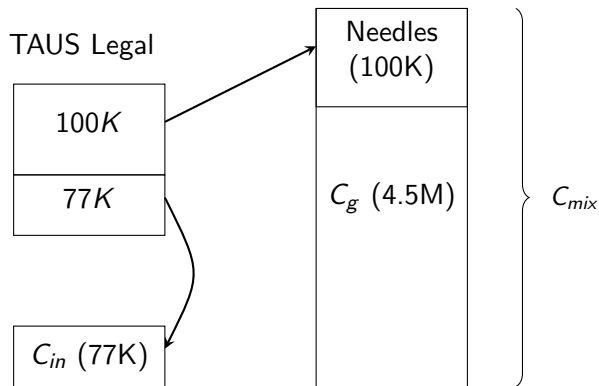 TAUS Legal
100K
77K
C_in (77K)
Needles
(100K)
C_g (4.5M)
C_mix